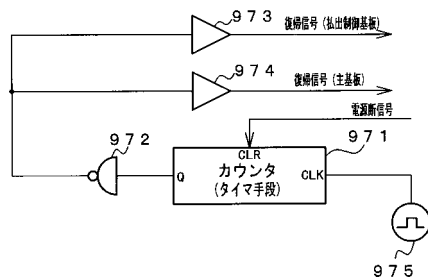 973
復帰信号(払出制御基板)
974
復帰信号(主基板)
電源断信号
972
971
CLR
Q
カウンタ
CLK
(タイマ手段)
975